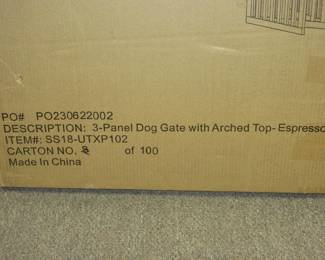 PO# PO230622002
DESCRIPTION: 3-Panel Dog Gate with Arched Top- Espresso
ITEM#: SS18-UTXP102
CARTON NO. of 100
Made In China